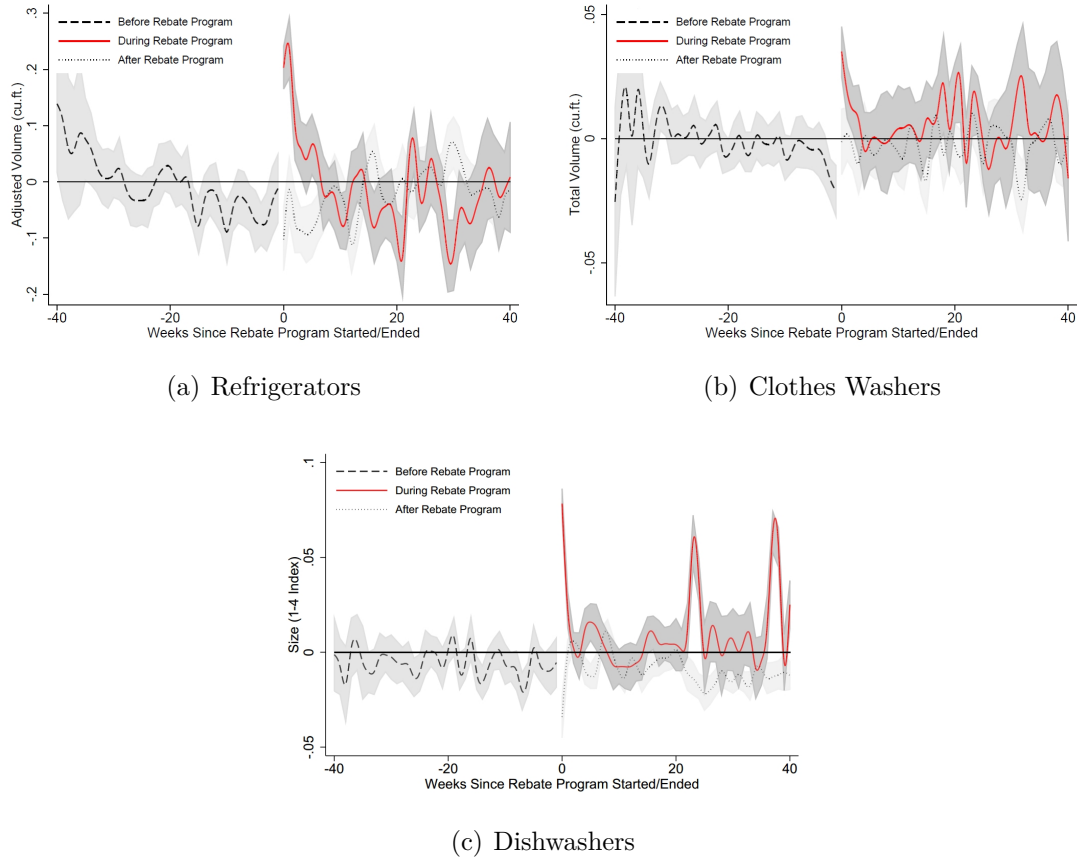 Before Rebate Program
During Rebate Program
After Rebate Program
Adjusted Volume (cu.ft.)
.3
.2
.1
0
-.1
-.2
-40
-20
0
20
40
Weeks Since Rebate Program Started/Ended
(a) Refrigerators
Before Rebate Program
During Rebate Program
After Rebate Program
Total Volume (cu.ft.)
.05
0
-.05
-40
-20
0
20
40
Weeks Since Rebate Program Started/Ended
(b) Clothes Washers
Before Rebate Program
During Rebate Program
After Rebate Program
Size (1-4 Index)
.1
.05
0
-.05
-40
-20
0
20
40
Weeks Since Rebate Program Started/Ended
(c) Dishwashers